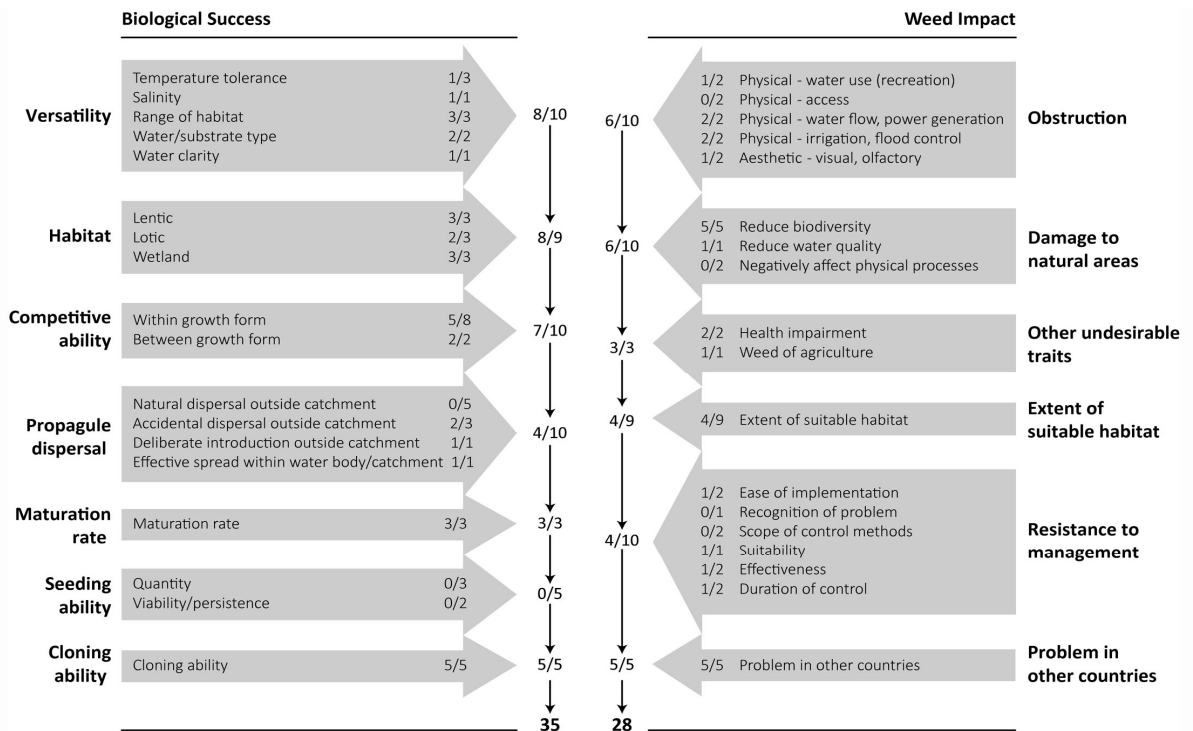 Biological Success
Weed Impact
Versatility
Temperature tolerance 1/3
Salinity 1/1
Range of habitat 3/3
Water/substrate type 2/2
Water clarity 1/1
8/10
Habitat
Lentic 3/3
Lotic 2/3
Wetland 3/3
8/9
Competitive
ability
Within growth form 5/8
Between growth form 2/2
7/10
Propagule
dispersal
Natural dispersal outside catchment 0/5
Accidental dispersal outside catchment 2/3
Deliberate introduction outside catchment 1/1
Effective spread within water body/catchment 1/1
4/10
Maturation
rate
Maturation rate 3/3
3/3
Seeding
ability
Quantity 0/3
Viability/persistence 0/2
0/5
Cloning
ability
Cloning ability 5/5
5/5
35
6/10
1/2 Physical - water use (recreation)
0/2 Physical - access
2/2 Physical - water flow, power generation
2/2 Physical - irrigation, flood control
1/2 Aesthetic - visual, olfactory
Obstruction
6/10
5/5 Reduce biodiversity
1/1 Reduce water quality
0/2 Negatively affect physical processes
Damage to
natural areas
3/3
2/2 Health impairment
1/1 Weed of agriculture
Other undesirable
traits
4/9
4/9 Extent of suitable habitat
Extent of
suitable habitat
4/10
1/2 Ease of implementation
0/1 Recognition of problem
0/2 Scope of control methods
1/1 Suitability
1/2 Effectiveness
1/2 Duration of control
Resistance to
management
5/5
5/5 Problem in other countries
Problem in
other countries
28